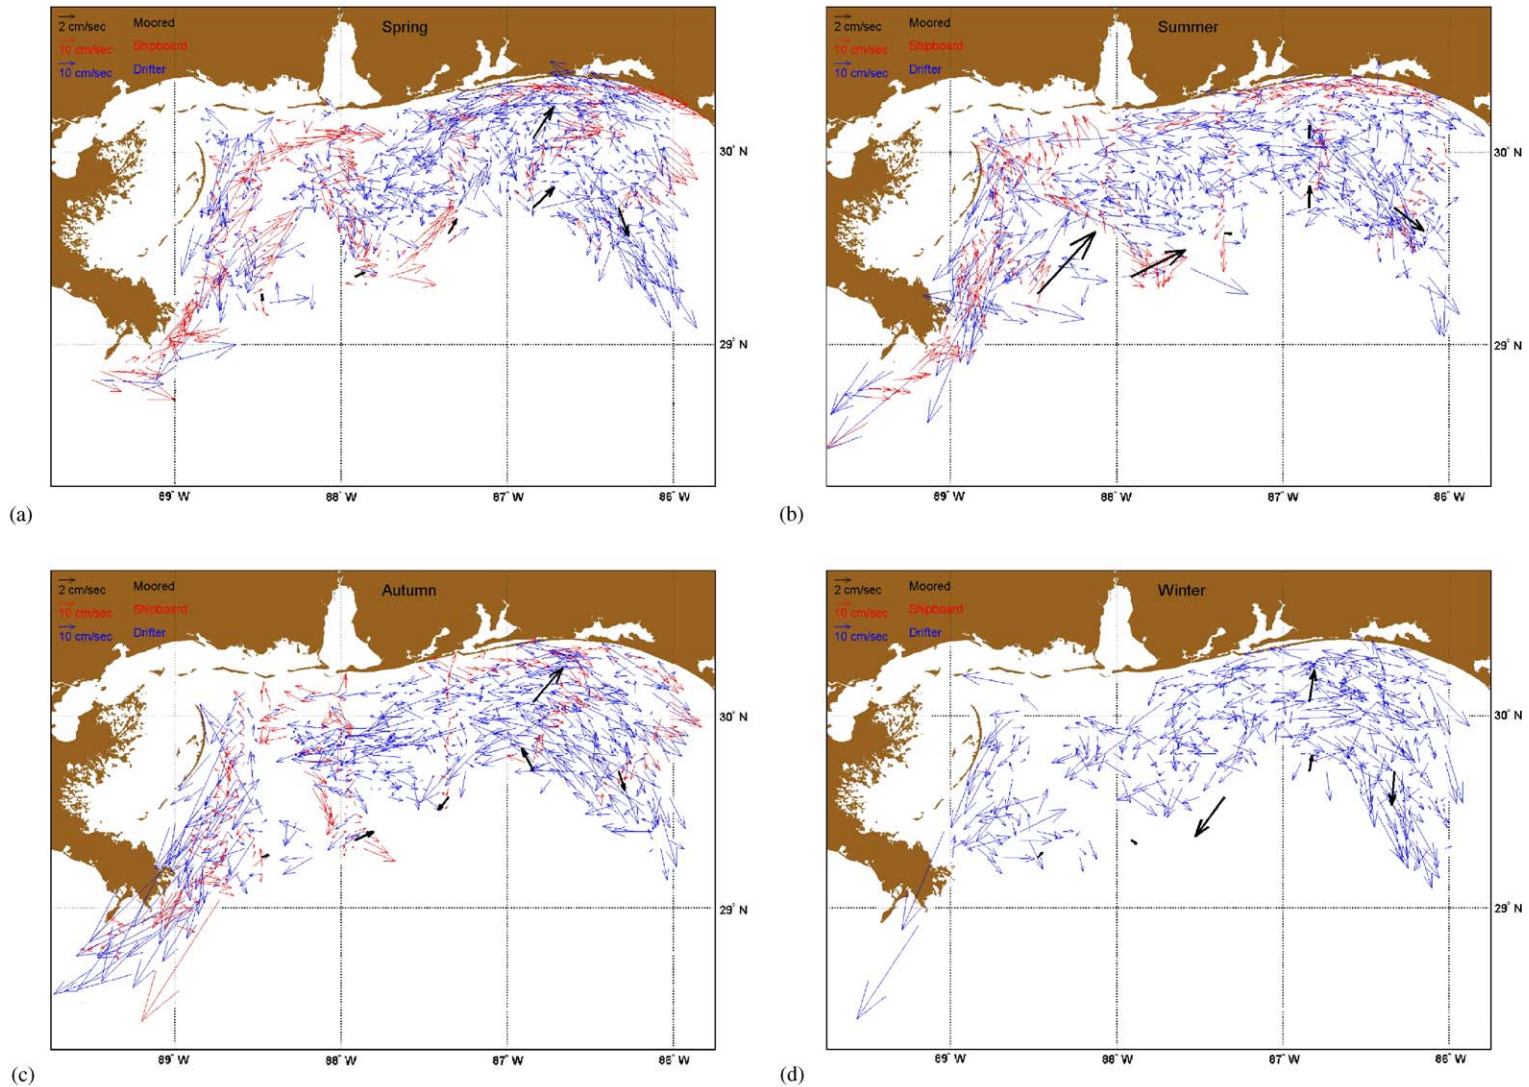 2 cm/sec Moored
10 cm/sec Shipboard
10 cm/sec Drifter
Spring
30° N
29° N
89° W 88° W 87° W 86° W
(a)
2 cm/sec Moored
10 cm/sec Shipboard
10 cm/sec Drifter
Summer
30° N
29° N
89° W 88° W 87° W 86° W
(b)
2 cm/sec Moored
10 cm/sec Shipboard
10 cm/sec Drifter
Autumn
30° N
29° N
89° W 88° W 87° W 86° W
(c)
2 cm/sec Moored
10 cm/sec Shipboard
10 cm/sec Drifter
Winter
30° N
29° N
89° W 88° W 87° W 86° W
(d)